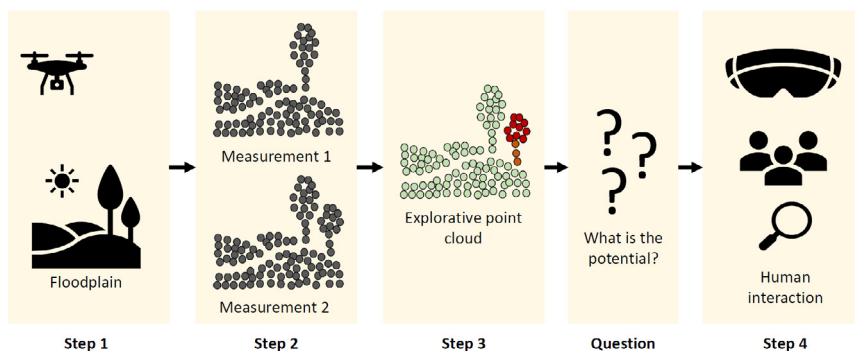 Floodplain
Measurement 1
Measurement 2
Explorative point
cloud
? ? ?
What is the
potential?
Human
interaction
Step 1
Step 2
Step 3
Question
Step 4